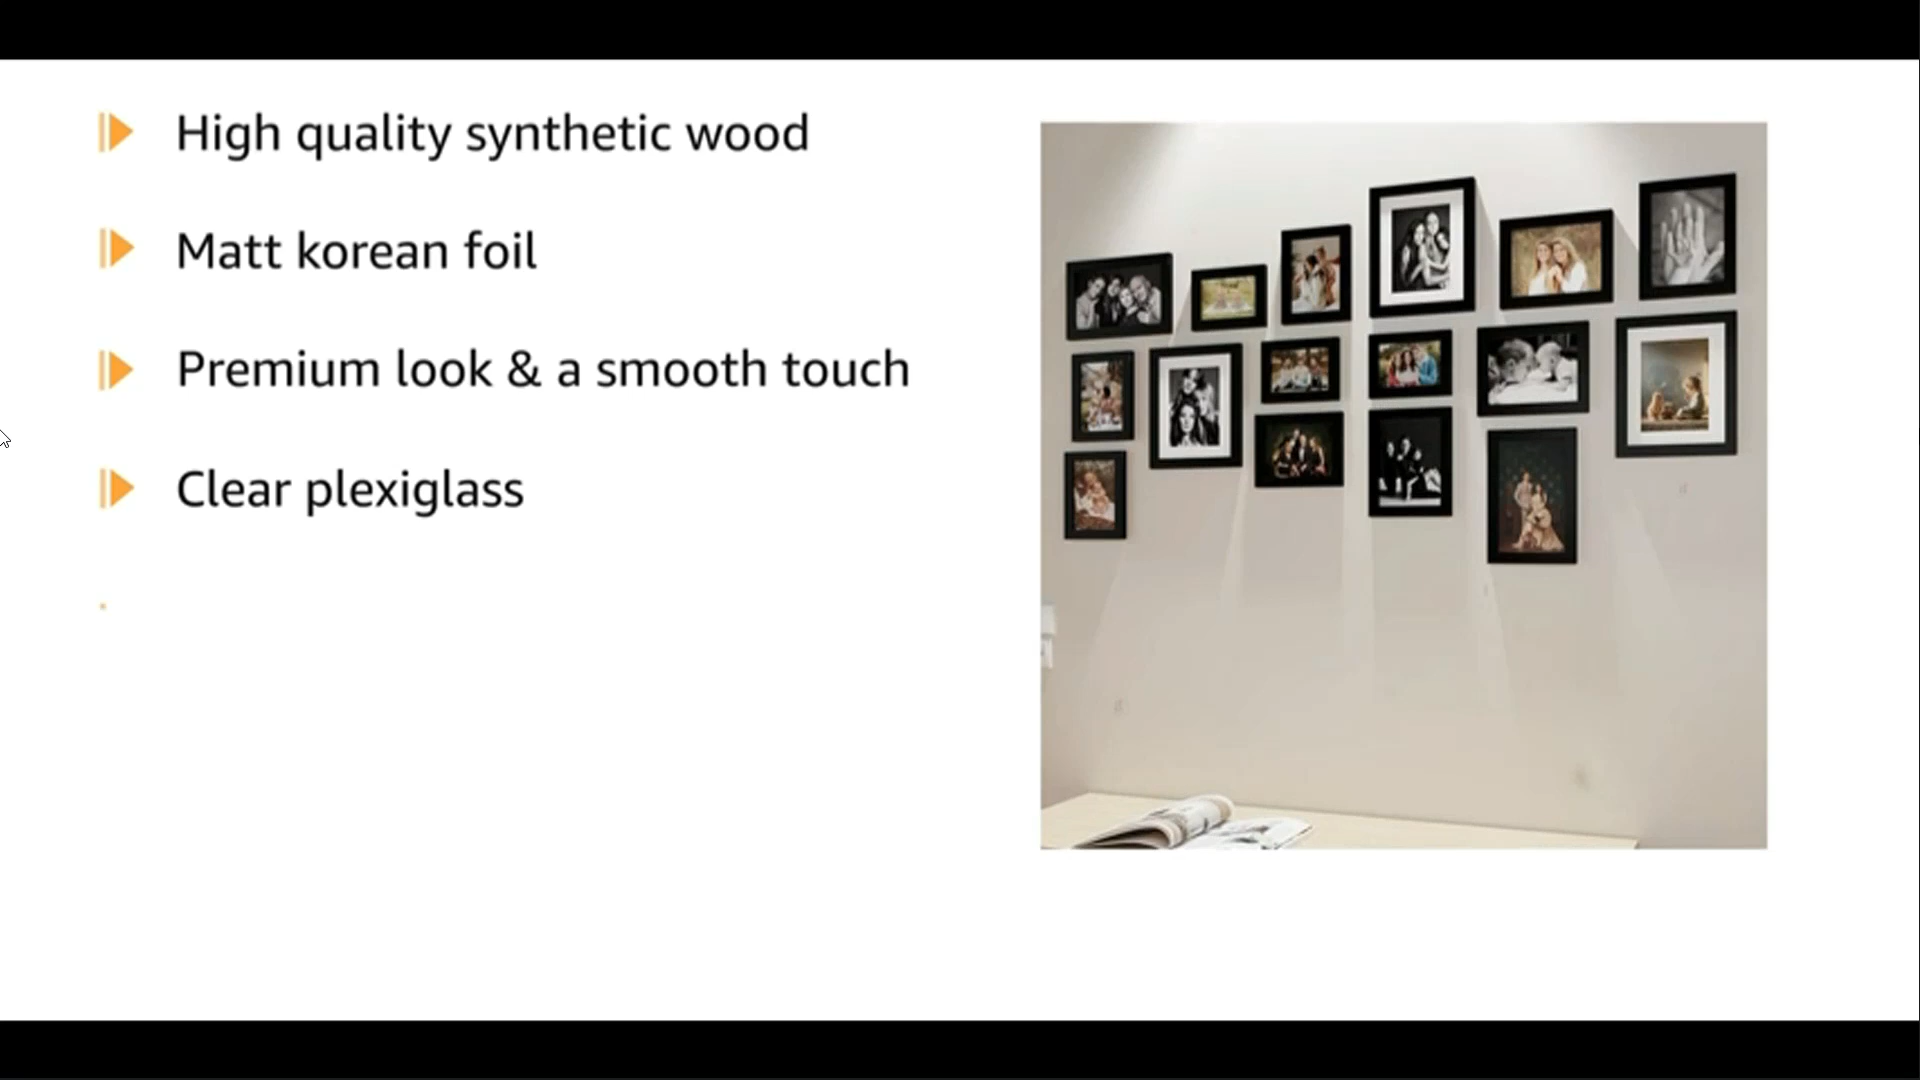 High quality synthetic wood
Matt korean foil
Premium look & a smooth touch
Clear plexiglass